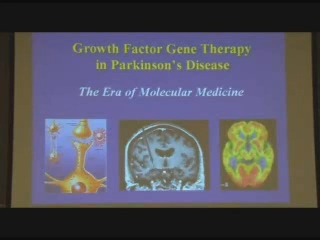 Growth Factor Gene Therapy
in Parkinson's Disease
The Era of Molecular Medicine